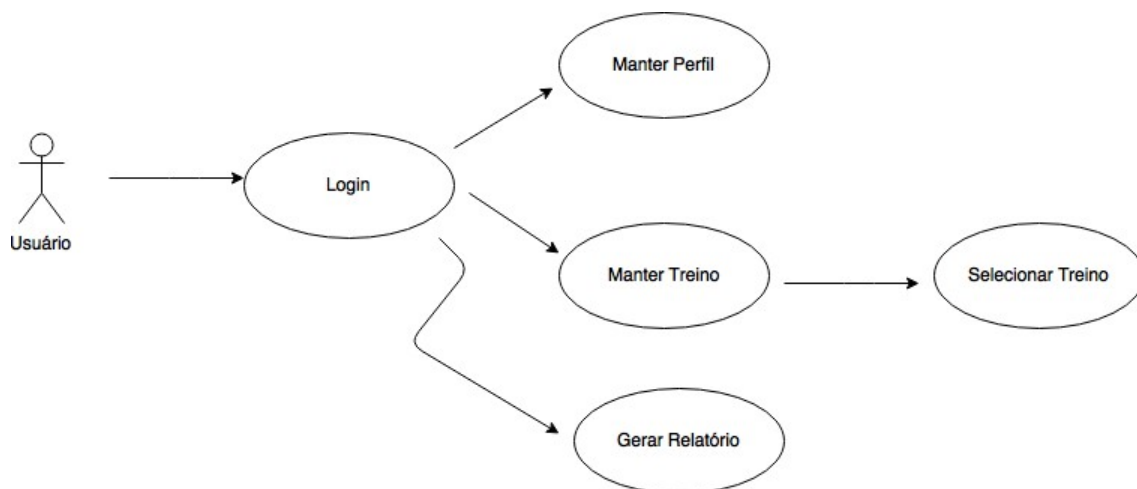 Manter Perfil
Login
Usuário
Manter Treino
Selecionar Treino
Gerar Relatório